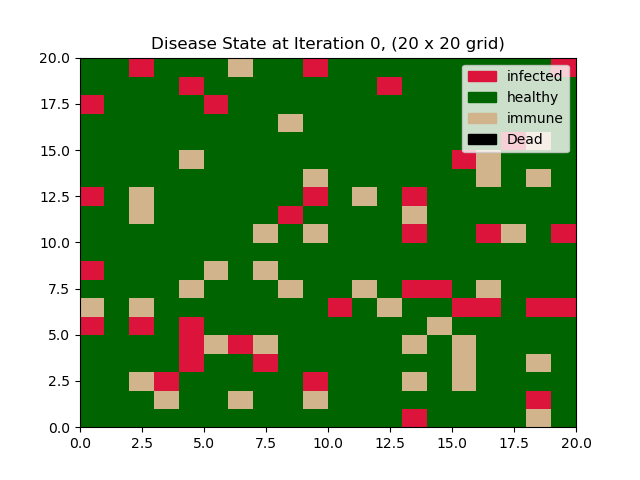 Disease State at Iteration 0, (20 x 20 grid)
20.0
17.5
15.0
12.5
10.0
7.5
5.0
2.5
0.0
infected
healthy
immune
Dead
0.0 2.5 5.0 7.5 10.0 12.5 15.0 17.5 20.0